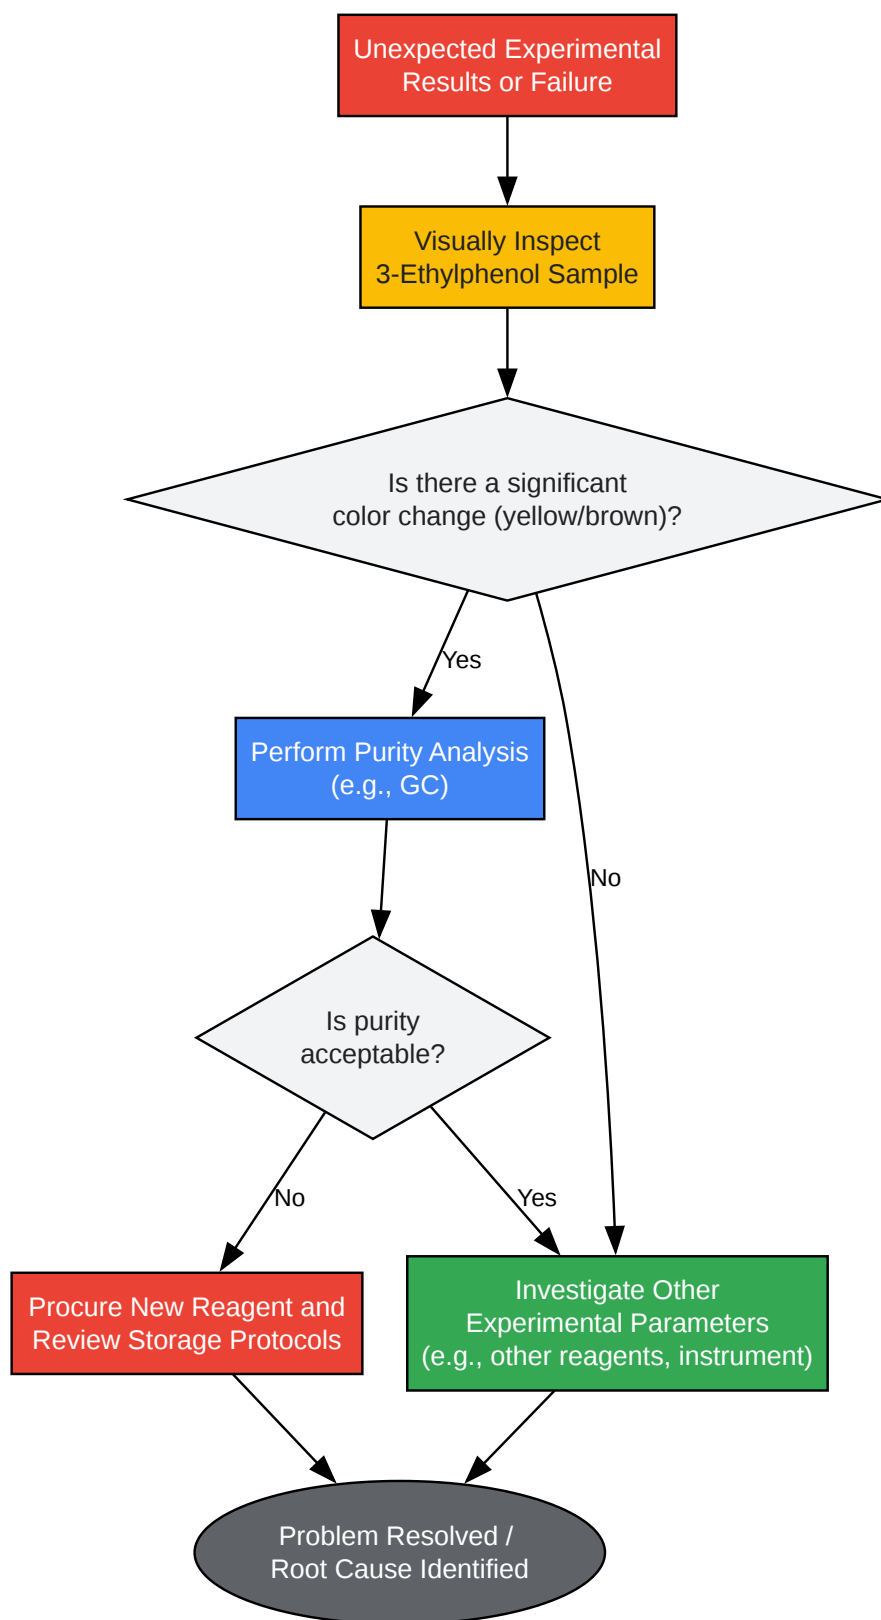 Unexpected Experimental
Results or Failure
Visually Inspect
3-Ethylphenol Sample
Is there a significant
color change (yellow/brown)?
Yes
Perform Purity Analysis
(e.g., GC)
No
Is purity
acceptable?
No
Yes
Procure New Reagent and
Review Storage Protocols
Investigate Other
Experimental Parameters
(e.g., other reagents, instrument)
Problem Resolved /
Root Cause Identified